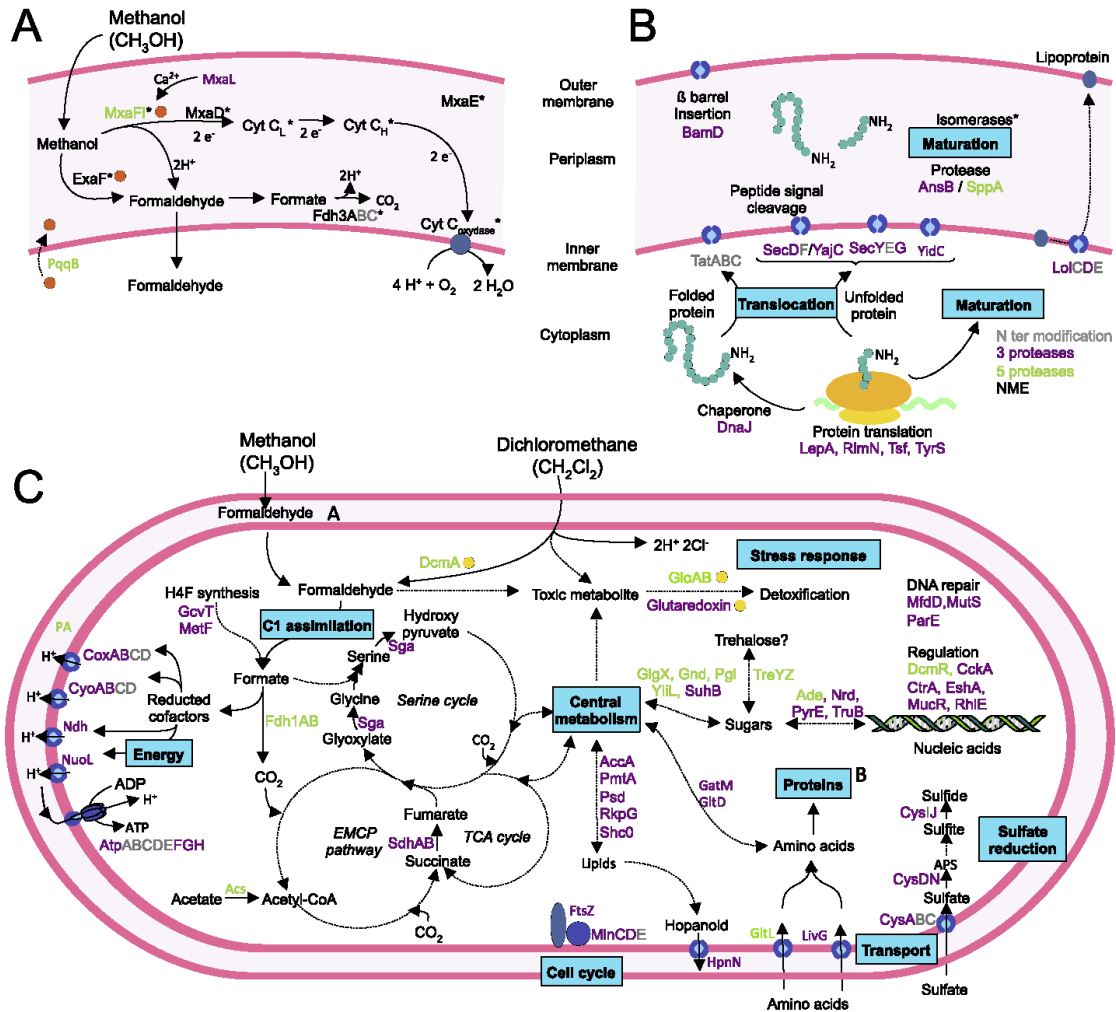 A
Methanol
(CH3OH)
Ca2+
MxaL
MxaFI*
MxaD*
MxaE*
2 e-
Cyt CL*
2 e-
Cyt CH*
Methanol
2H+
2 e-
ExaF*
2H+
Formaldehyde
Formate
CO2
Fdh3ABC*
Cyt Coxydase*
PqqB
4 H+ + O2
2 H2O
Formaldehyde
Outer
membrane
Periplasm
Inner
membrane
Cytoplasm
B
Lipoprotein
ß barrel
Insertion
BamD
NH2
NH2
Isomerases*
Maturation
Protease
AnsB / SppA
Peptide signal
cleavage
SecDF/YajC SecYEG YidC
TatABC
LolCDE
Folded
protein
Translocation
Unfolded
protein
Maturation
N ter modification
3 proteases
5 proteases
NME
NH2
NH2
Chaperone
DnaJ
Protein translation
LepA, RlmN, Tsf, TyrS
C
Methanol
(CH3OH)
Dichloromethane
(CH2Cl2)
Formaldehyde A
2H+ 2Cl-
Stress response
DcmA
H4F synthesis
GcvT
MetF
Formaldehyde
Toxic metabolite
GloAB
Glutaredoxin
Detoxification
DNA repair
MfdD,MutS
ParE
C1 assimilation
Hydroxy
pyruvate
Sga
Serine
PA
H+
CoxABCD
H+
CyoABCD
H+
Ndh
H+
NuoL
Reducted
cofactors
Energy
Formate
Fdh1AB
Glycine
Sga
Glyoxylate
Serine cycle
Central
metabolism
Trehalose?
GlgX, Gnd, Pgl
YliL, SuhB
TreYZ
Sugars
Ade, Nrd,
PyrE, TruB
Regulation
DcmR, CckA
CtrA, EshA,
MucR, RhlE
Nucleic acids
CO2
CO2
ADP
H+
ATP
AtpABCDEFGH
EMCP
pathway
Fumarate
SdhAB
Succinate
TCA cycle
Acetate
Acs
Acetyl-CoA
CO2
AccA
PmtA
Psd
RkpG
Shc0
Lipids
GatM
GltD
Proteins
B
Amino acids
Sulfide
CysIJ
Sulfite
APS
CysDN
Sulfate
CysABC
Sulfate
reduction
FtsZ
MinCDE
Cell cycle
Hopanoid
HpnN
GltL
LivG
Transport
Amino acids
Sulfate